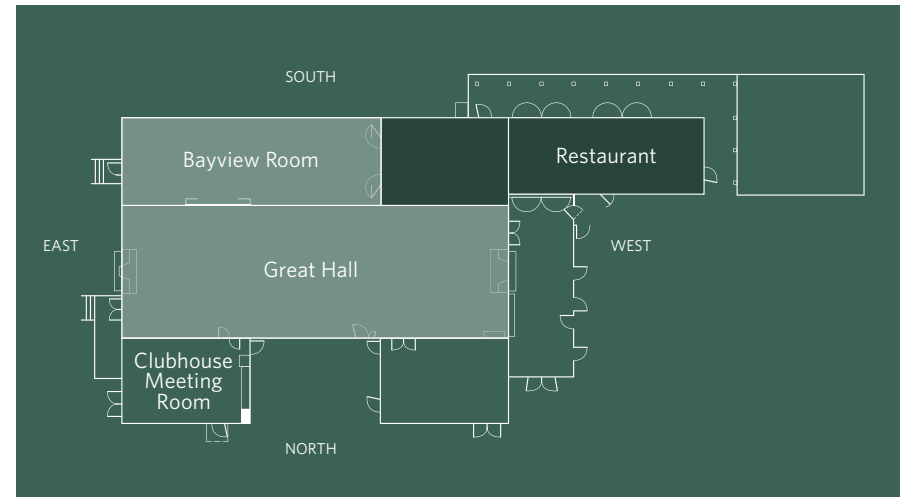 SOUTH
Bayview Room
Restaurant
EAST
WEST
Great Hall
Clubhouse
Meeting
Room
NORTH